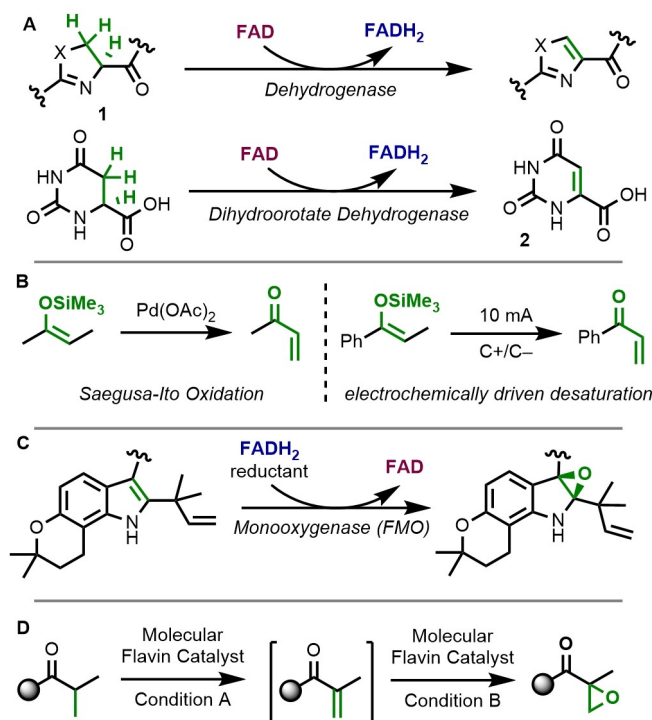 A
H
H
H
X
N
O
1
FAD
FADH2
Dehydrogenase
X
N
O
O
H
H
H
HN
O
N
H
OH
O
FAD
FADH2
Dihydroorotate Dehydrogenase
O
HN
O
N
H
OH
O
2
B
OSiMe3
Pd(OAc)2
O
Saegusa-Ito Oxidation
OSiMe3
Ph
10 mA
C+/C–
O
Ph
electrochemically driven desaturation
C
O
N
H
FADH2
reductant
FAD
Monooxygenase (FMO)
O
O
N
H
D
O
Molecular
Flavin Catalyst
Condition A
O
Molecular
Flavin Catalyst
Condition B
O
O